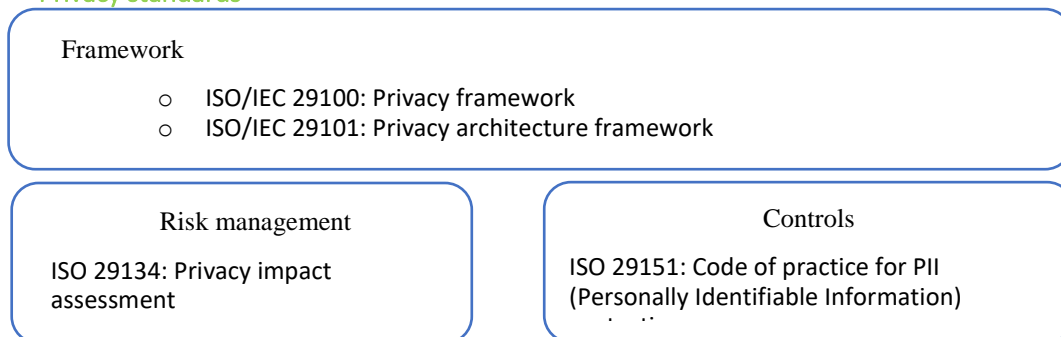 Privacy standards
Framework
o ISO/IEC 29100: Privacy framework
o ISO/IEC 29101: Privacy architecture framework
Risk management
ISO 29134: Privacy impact
assessment
Controls
ISO 29151: Code of practice for PII
(Personally Identifiable Information)